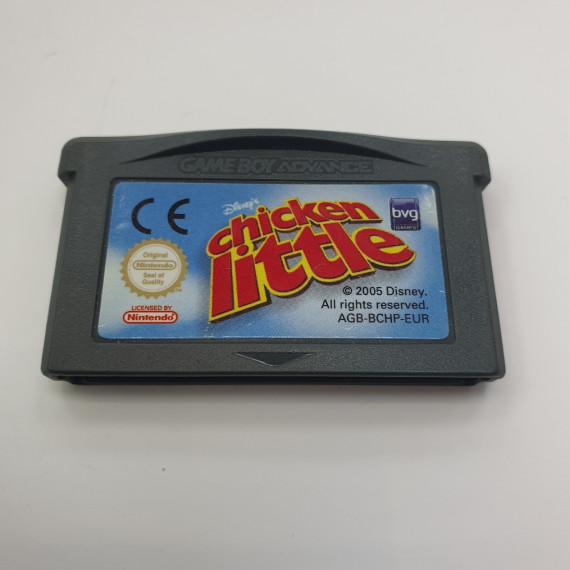 GAME BOY ADVANCE
CE
Disney's
chicken
little
bvg
GAMES
Original
Nintendo
Seal of
Quality
LICENSED BY
Nintendo
© 2005 Disney.
All rights reserved.
AGB-BCHP-EUR